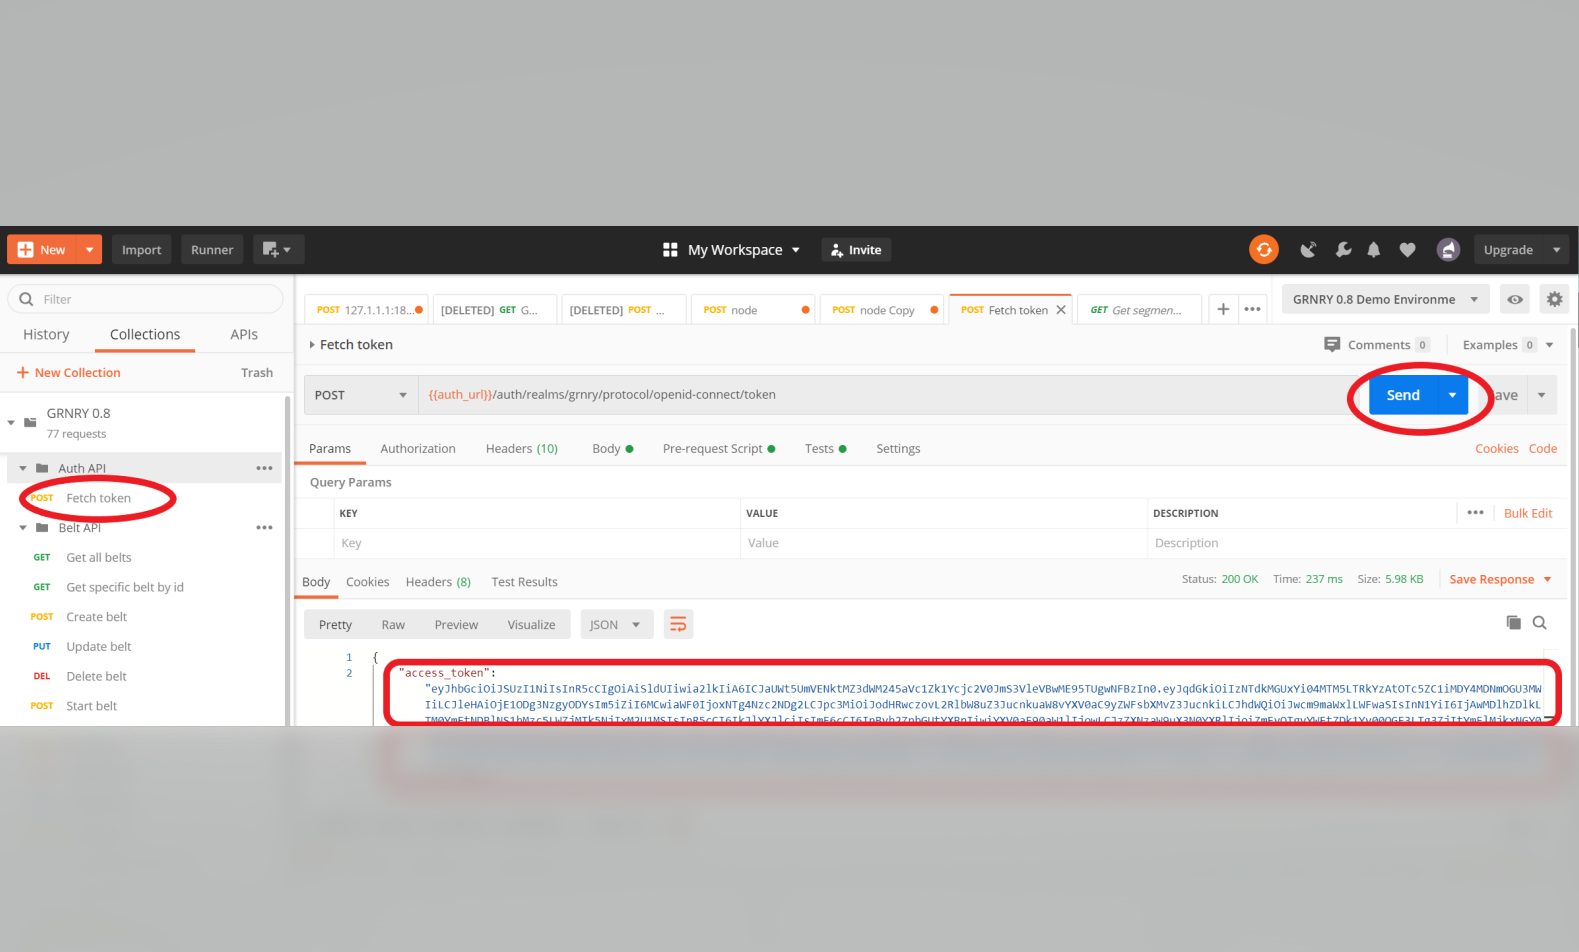 New Import Runner My Workspace Invite Upgrade
Filter
History Collections APIs
New Collection Trash
GRNRY 0.8
77 requests
Auth API
POST Fetch token
Belt API
GET Get all belts
GET Get specific belt by id
POST Create belt
PUT Update belt
DEL Delete belt
POST Start belt
POST 127.1.1.1:18... [DELETED] GET G... [DELETED] POST ... POST node POST node Copy POST Fetch token GET Get segmen... GRNRY 0.8 Demo Environme
Fetch token Comments 0 Examples 0
POST {{auth_url}}/auth/realms/grnry/protocol/openid-connect/token Send ave
Params Authorization Headers (10) Body Pre-request Script Tests Settings Cookies Code
Query Params
KEY VALUE DESCRIPTION Bulk Edit
Key Value Description
Body Cookies Headers (8) Test Results Status: 200 OK Time: 237 ms Size: 5.98 KB Save Response
Pretty Raw Preview Visualize JSON
1 {
2 "access_token":